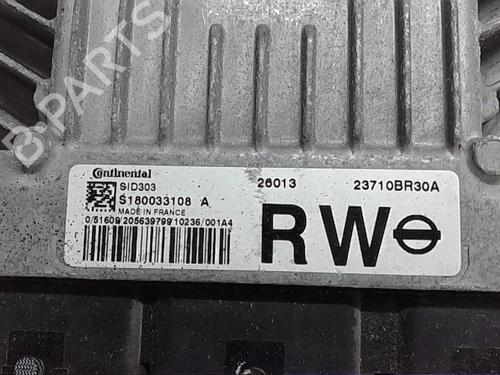 B-PARTS
Continental
SID303 26013 23710BR30A
S180033108 A
MADE IN FRANCE
0/51609/205639799/10236/001A4
RW